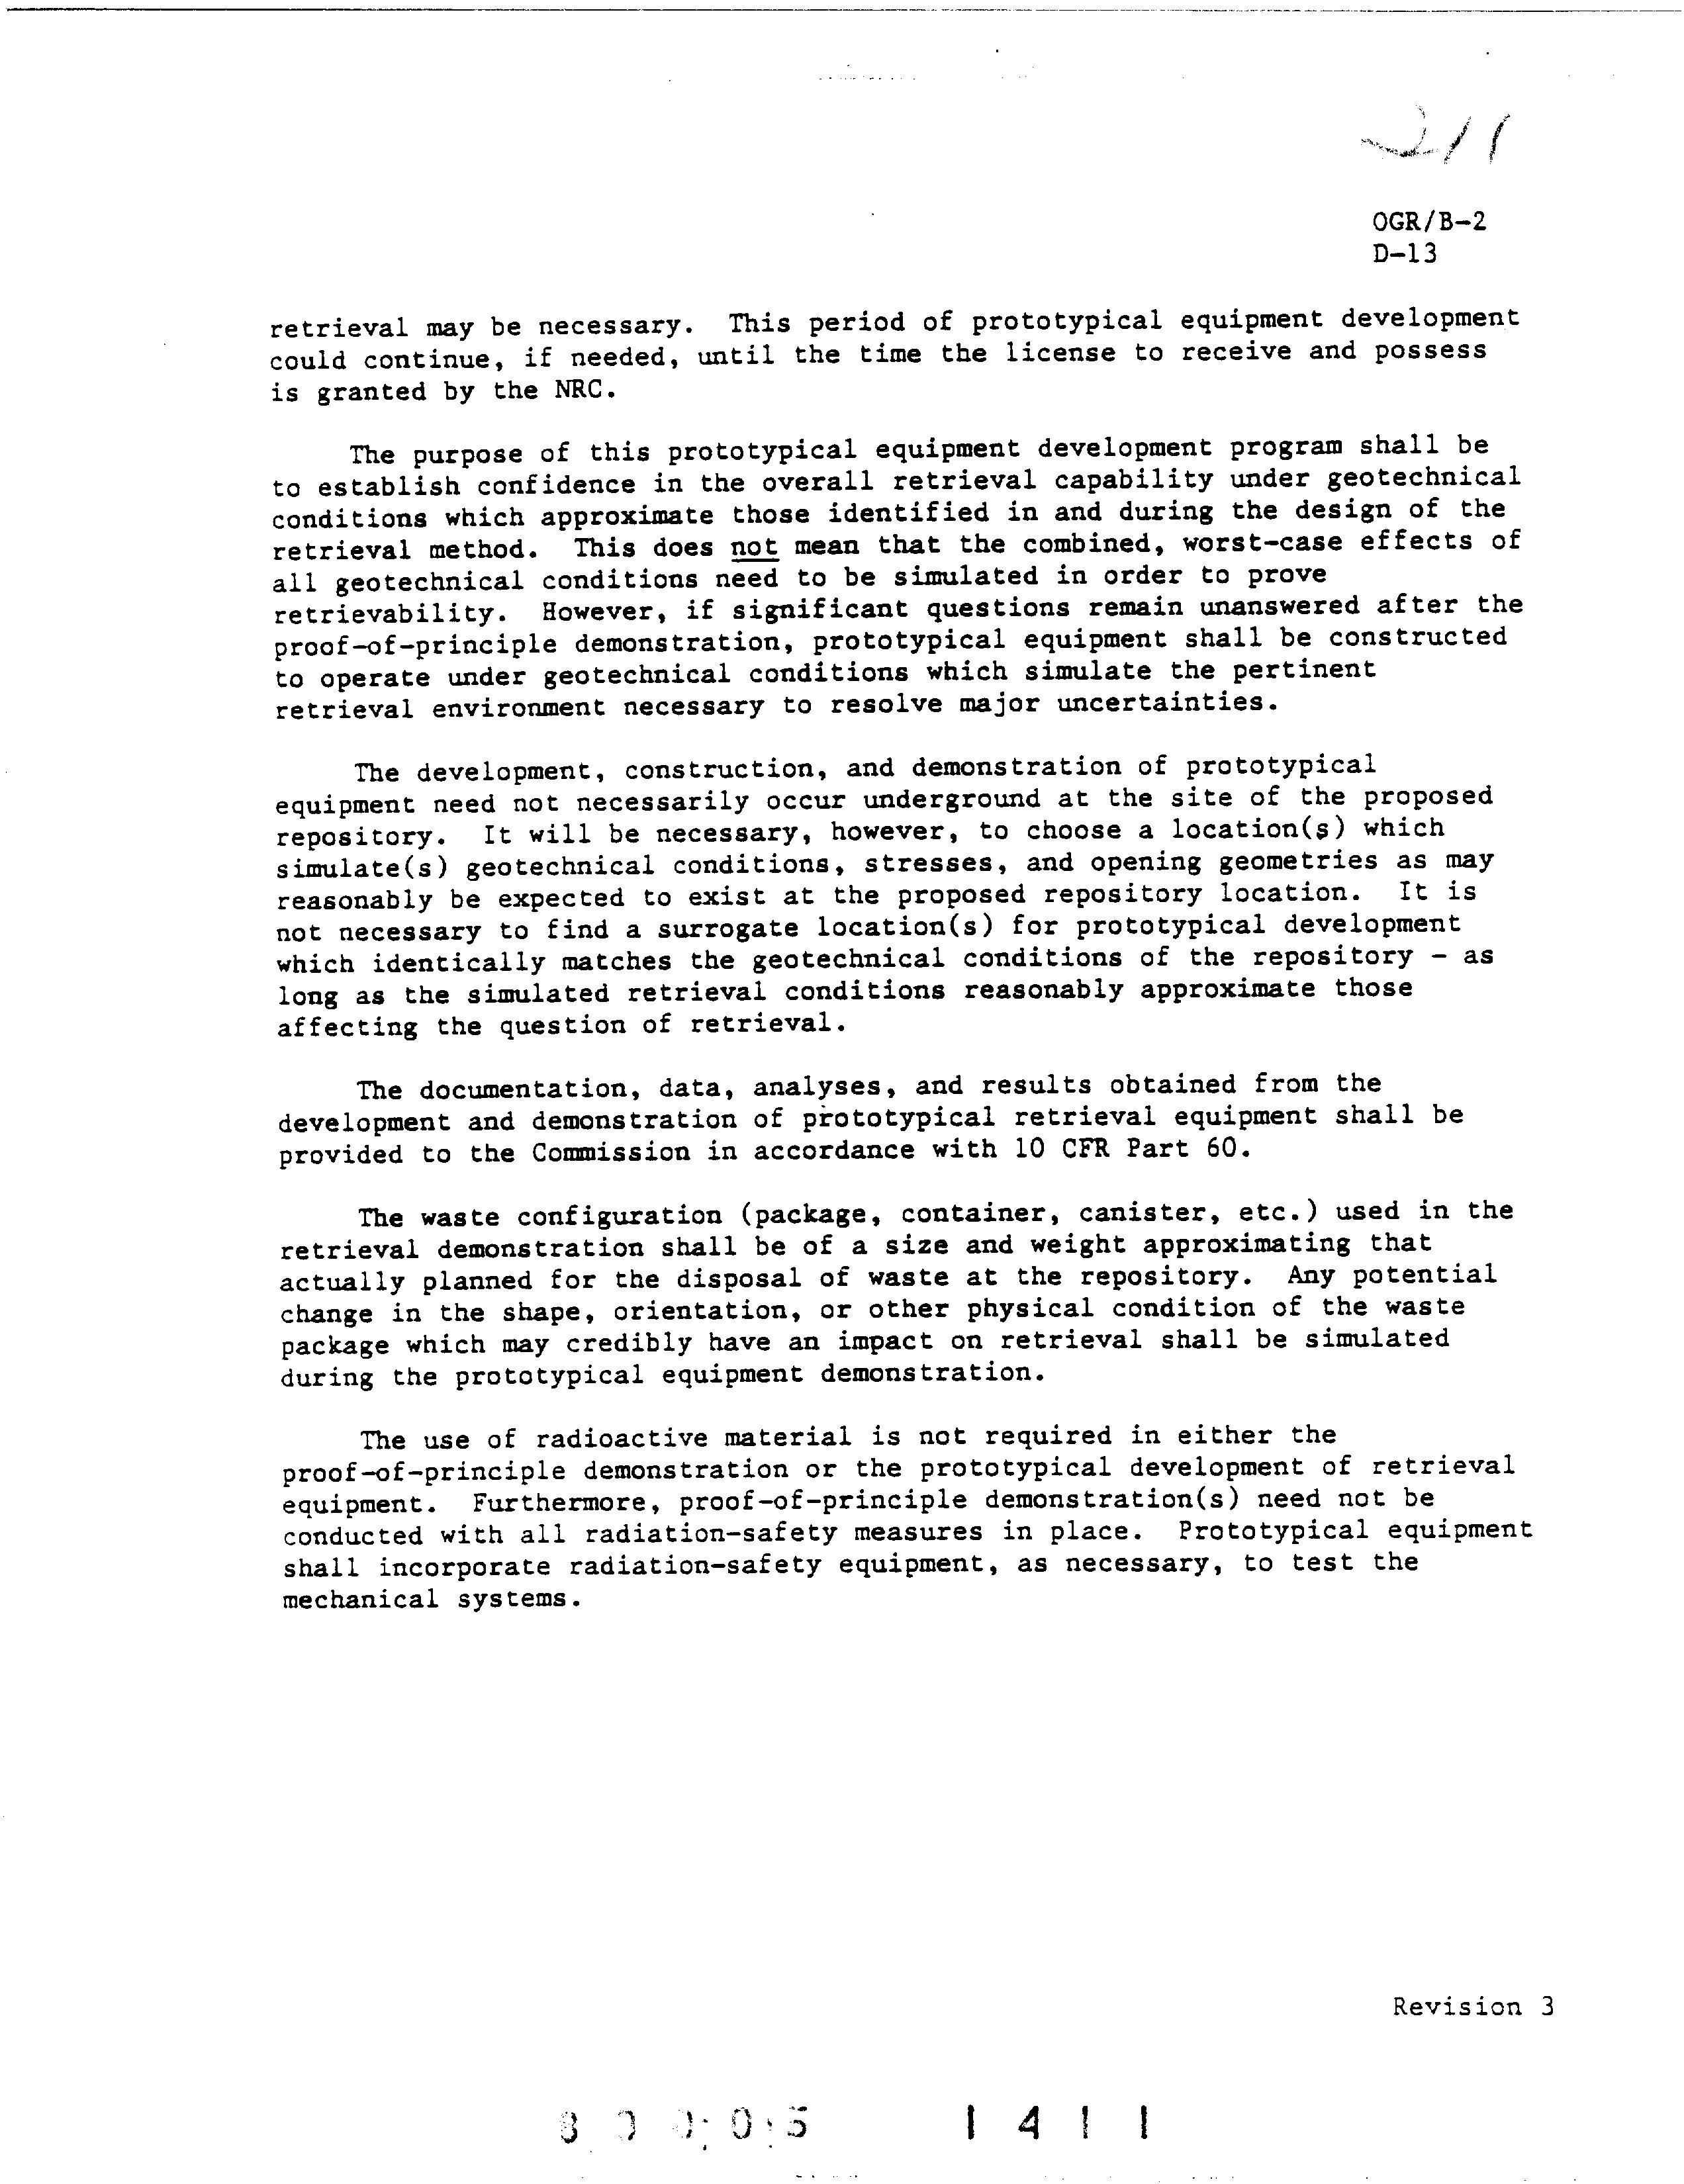 211
OGR/B-2
D-13
retrieval may be necessary. This period of prototypical equipment development
could continue, if needed, until the time the license to receive and possess
is granted by the NRC.
The purpose of this prototypical equipment development program shall be
to establish confidence in the overall retrieval capability under geotechnical
conditions which approximate those identified in and during the design of the
retrieval method. This does not mean that the combined, worst-case effects of
all geotechnical conditions need to be simulated in order to prove
retrievability. However, if significant questions remain unanswered after the
proof-of-principle demonstration, prototypical equipment shall be constructed
to operate under geotechnical conditions which simulate the pertinent
retrieval environment necessary to resolve major uncertainties.
The development, construction, and demonstration of prototypical
equipment need not necessarily occur underground at the site of the proposed
repository. It will be necessary, however, to choose a location(s) which
simulate(s) geotechnical conditions, stresses, and opening geometries as may
reasonably be expected to exist at the proposed repository location. It is
not necessary to find a surrogate location(s) for prototypical development
which identically matches the geotechnical conditions of the repository - as
long as the simulated retrieval conditions reasonably approximate those
affecting the question of retrieval.
The documentation, data, analyses, and results obtained from the
development and demonstration of prototypical retrieval equipment shall be
provided to the Commission in accordance with 10 CFR Part 60.
The waste configuration (package, container, canister, etc.) used in the
retrieval demonstration shall be of a size and weight approximating that
actually planned for the disposal of waste at the repository. Any potential
change in the shape, orientation, or other physical condition of the waste
package which may credibly have an impact on retrieval shall be simulated
during the prototypical equipment demonstration.
The use of radioactive material is not required in either the
proof-of-principle demonstration or the prototypical development of retrieval
equipment. Furthermore, proof-of-principle demonstration(s) need not be
conducted with all radiation-safety measures in place. Prototypical equipment
shall incorporate radiation-safety equipment, as necessary, to test the
mechanical systems.
Revision 3
1 4 1 1